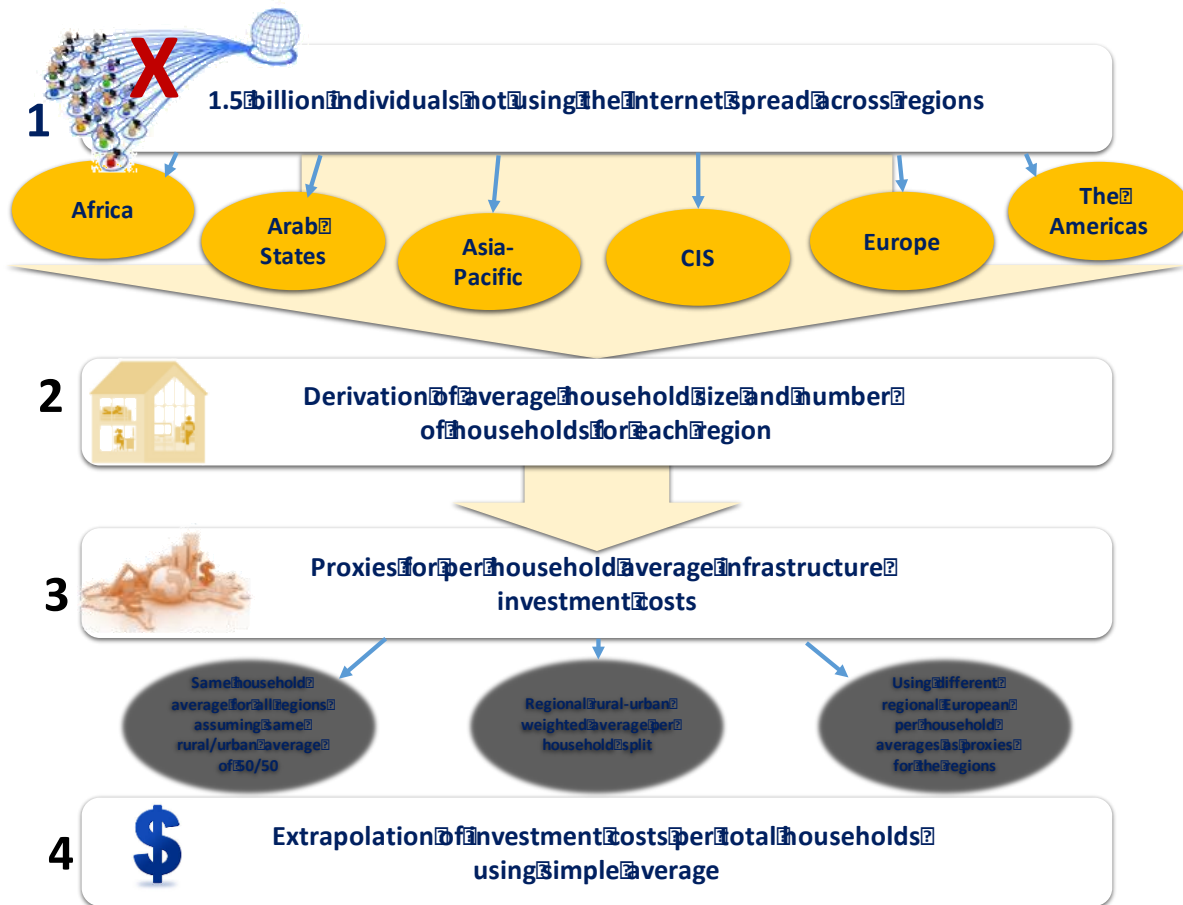 X
1
1.5 billion individuals not using the Internet spread across regions
Africa
Arab
States
Asia-
Pacific
CIS
Europe
The
Americas
2
Derivation of average household size and number
of households for each region
3
Proxies for per household average infrastructure
investment costs
$
Same household
average for all regions
assuming same
rural/urban average
of 50/50
Regional rural-urban
weighted average per
household split
Using different
regional European
per household
averages as proxies
for the regions
4
$
Extrapolation of investment costs per total households
using simple average